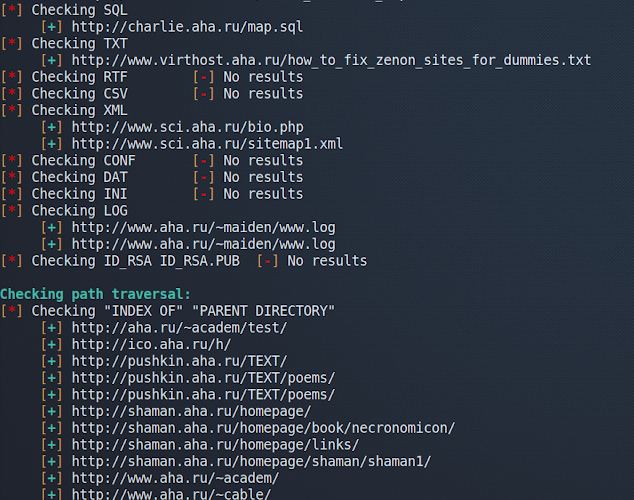 [*] Checking SQL
[+] http://charlie.aha.ru/map.sql
[*] Checking TXT
[+] http://www.virthost.aha.ru/how_to_fix_zenon_sites_for_dummies.txt
[*] Checking RTF [-] No results
[*] Checking CSV [-] No results
[*] Checking XML
[+] http://www.sci.aha.ru/bio.php
[+] http://www.sci.aha.ru/sitemap1.xml
[*] Checking CONF [-] No results
[*] Checking DAT [-] No results
[*] Checking INI [-] No results
[*] Checking LOG
[+] http://www.aha.ru/~maiden/www.log
[+] http://www.aha.ru/~maiden/www.log
[*] Checking ID_RSA ID_RSA.PUB [-] No results
Checking path traversal:
[*] Checking "INDEX OF" "PARENT DIRECTORY"
[+] http://aha.ru/~academ/test/
[+] http://ico.aha.ru/h/
[+] http://pushkin.aha.ru/TEXT/
[+] http://pushkin.aha.ru/TEXT/poems/
[+] http://pushkin.aha.ru/TEXT/poems/
[+] http://shaman.aha.ru/homepage/
[+] http://shaman.aha.ru/homepage/book/necronomicon/
[+] http://shaman.aha.ru/homepage/links/
[+] http://shaman.aha.ru/homepage/shaman/shaman1/
[+] http://www.aha.ru/~academ/
[+] http://www.aha.ru/~cable/